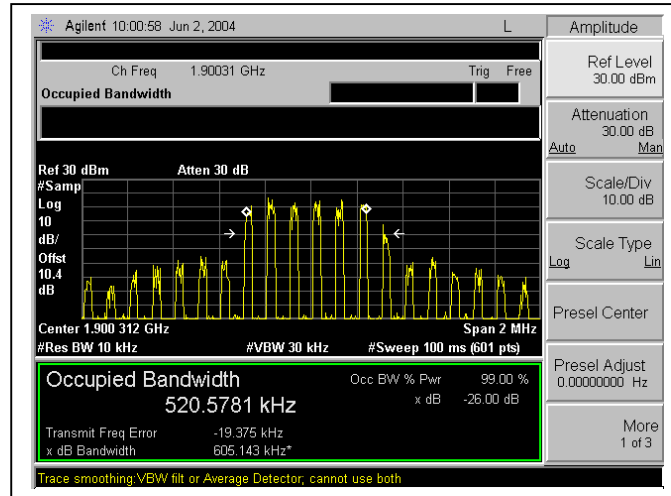 Agilent 10:00:58 Jun 2, 2004 L
Ch Freq 1.90031 GHz Trig Free
Occupied Bandwidth
Ref 30 dBm Atten 30 dB
#Samp
Log
10
dB/
Offst
10.4
dB
Center 1.900 312 GHz Span 2 MHz
#Res BW 10 kHz #VBW 30 kHz #Sweep 100 ms (601 pts)
Occupied Bandwidth Occ BW % Pwr 99.00 %
520.5781 kHz x dB -26.00 dB
Transmit Freq Error -19.375 kHz
x dB Bandwidth 605.143 kHz*
Trace smoothing:VBW filt or Average Detector; cannot use both
Amplitude
Ref Level
30.00 dBm
Attenuation
30.00 dB
Auto Man
Scale/Div
10.00 dB
Scale Type
Log Lin
Presel Center
Presel Adjust
0.00000000 Hz
More
1 of 3